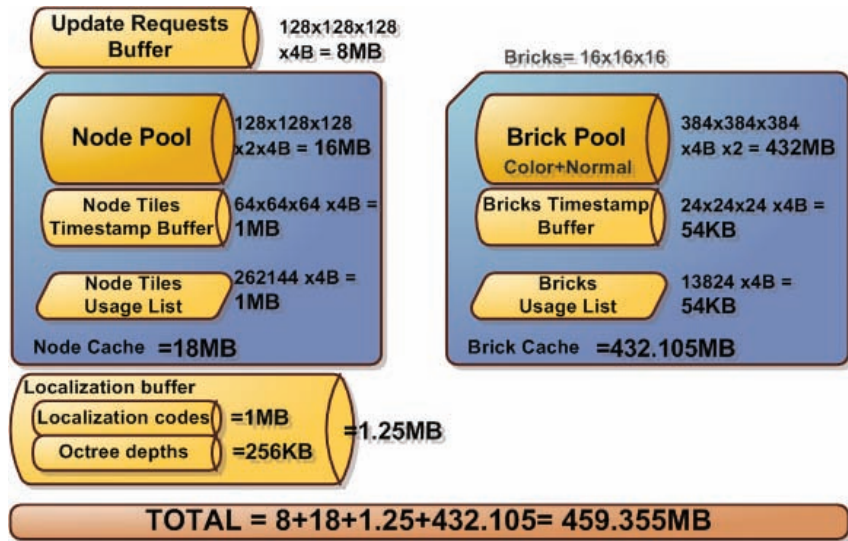 Update Requests
Buffer
128x128x128
x4B = 8MB
Node Pool
128x128x128
x2x4B = 16MB
Node Tiles
Timestamp Buffer
64x64x64 x4B =
1MB
Node Tiles
Usage List
262144 x4B =
1MB
Node Cache =18MB
Bricks= 16x16x16
Brick Pool
Color+Normal
384x384x384
x4B x2 = 432MB
Bricks Timestamp
Buffer
24x24x24 x4B =
54KB
Bricks
Usage List
13824 x4B =
54KB
Brick Cache =432.105MB
Localization buffer
Localization codes =1MB
Octree depths =256KB
=1.25MB
TOTAL = 8+18+1.25+432.105= 459.355MB